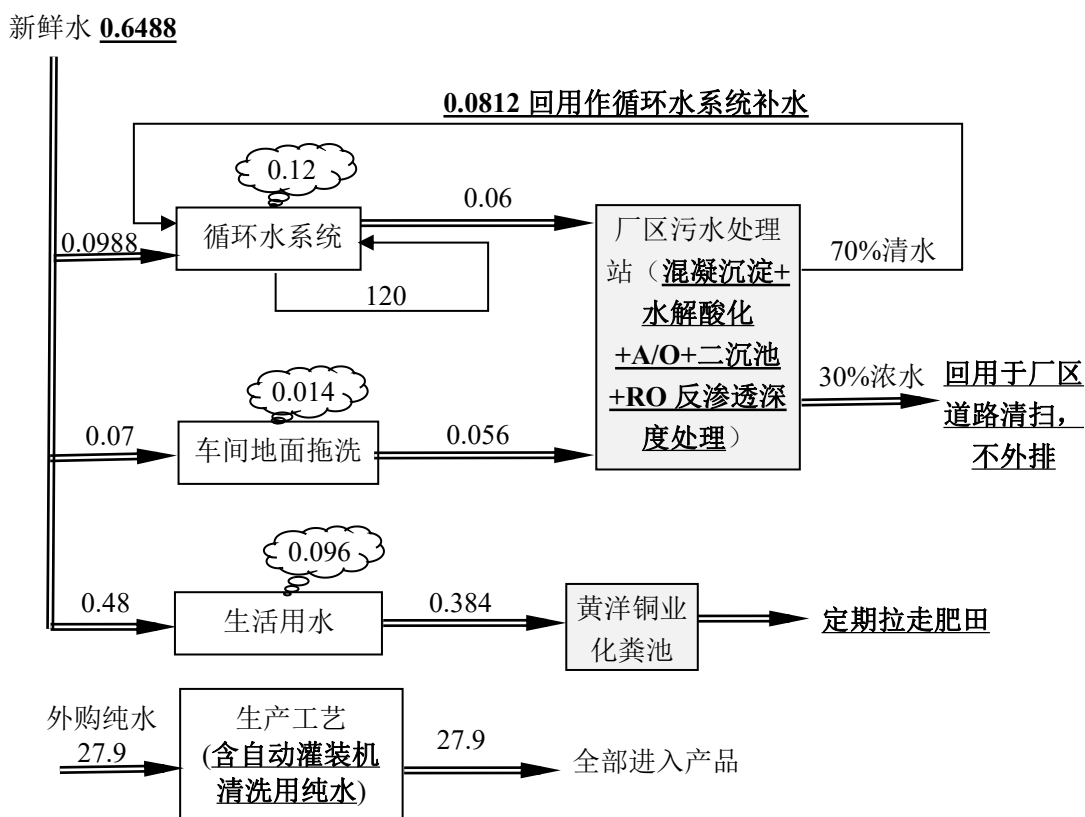 新鲜水 0.6488
0.0812 回用作循环水系统补水
0.12
0.06
循环水系统
0.0988
120
厂区污水处理
站（混凝沉淀+
水解酸化
+A/O+二沉池
+RO 反渗透深
度处理）
70%清水
30%浓水
回用于厂区
道路清扫，
不外排
0.014
0.07
车间地面拖洗
0.056
0.096
0.48
生活用水
0.384
黄洋铜业
化粪池
定期拉走肥田
外购纯水
27.9
生产工艺
(含自动灌装机
清洗用纯水)
27.9
全部进入产品